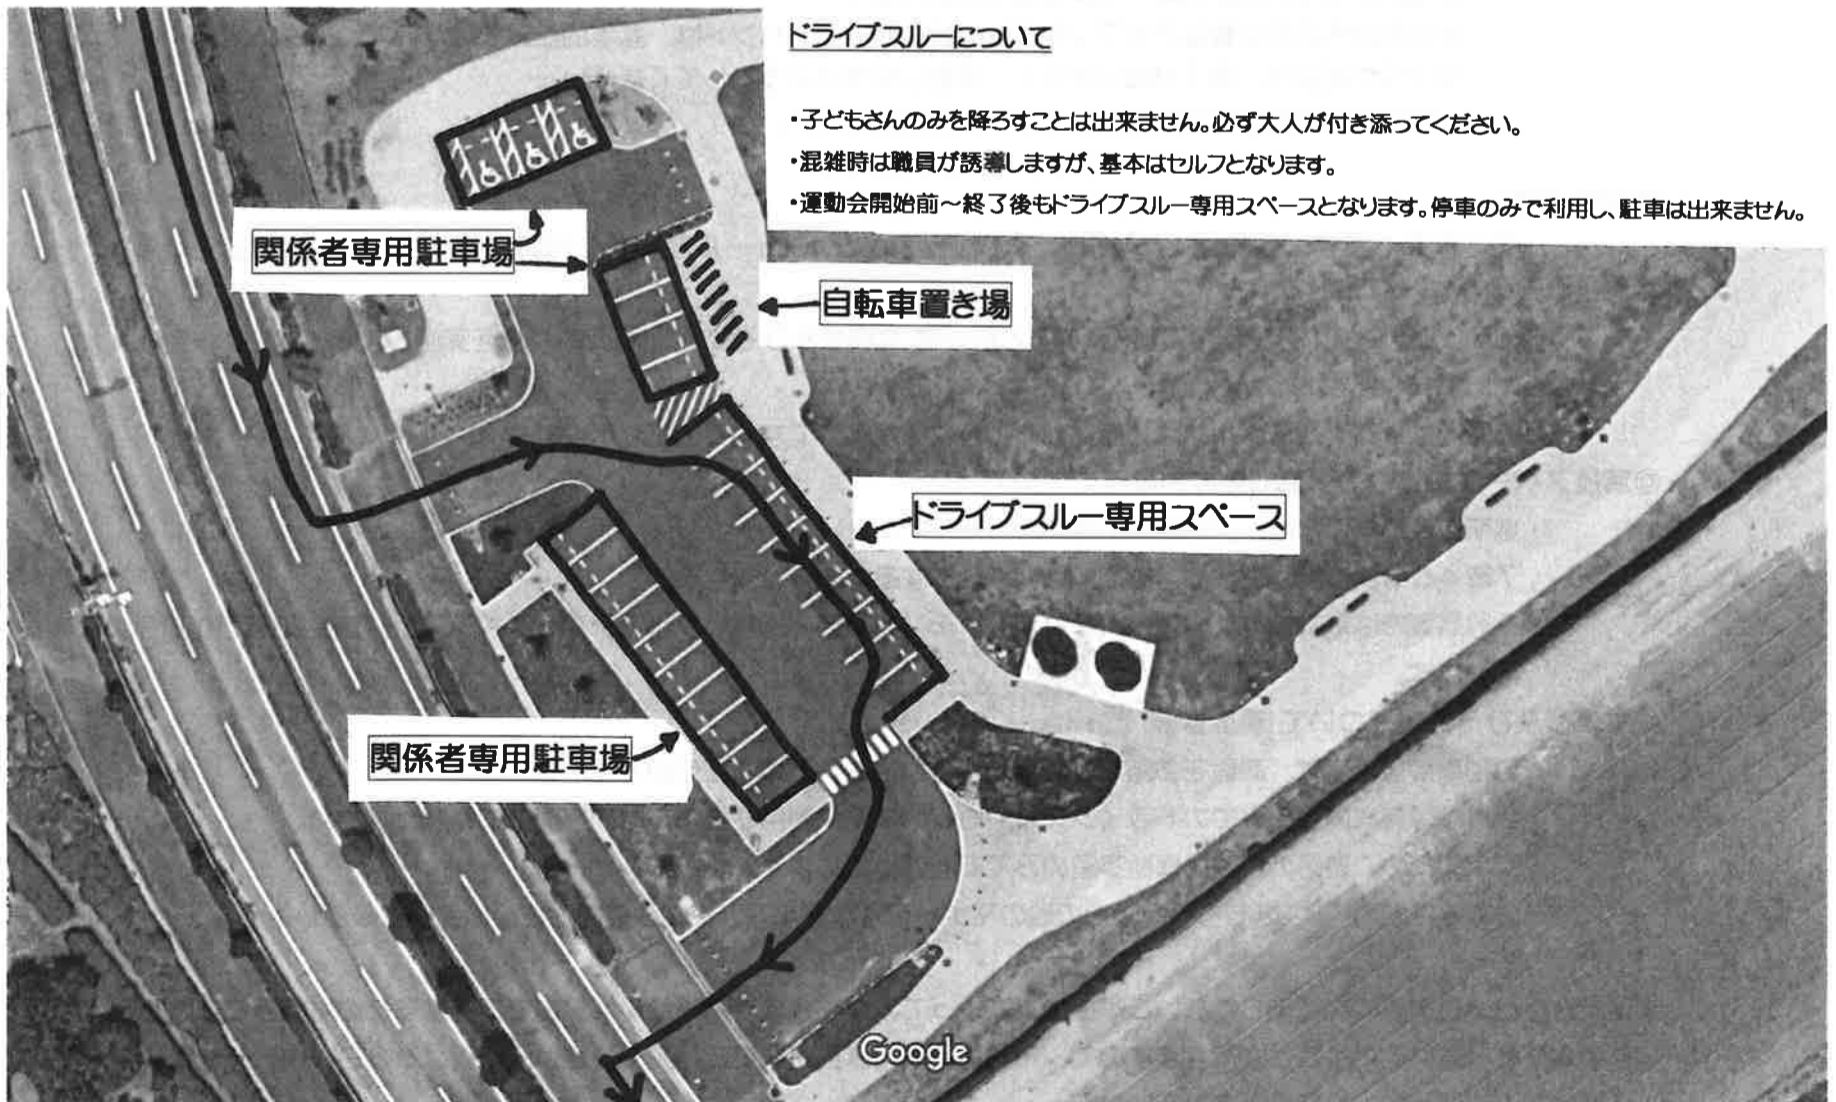 ドライブスルーについて
・子どもさんのみを降ろすことは出来ません。必ず大人が付き添ってください。
・混雑時は職員が誘導しますが、基本はセルフとなります。
・運動会開始前～終了後もドライブスルー専用スペースとなります。停車のみで利用し、駐車は出来ません。
関係者専用駐車場
自転車置き場
ドライブスルー専用スペース
関係者専用駐車場
Google